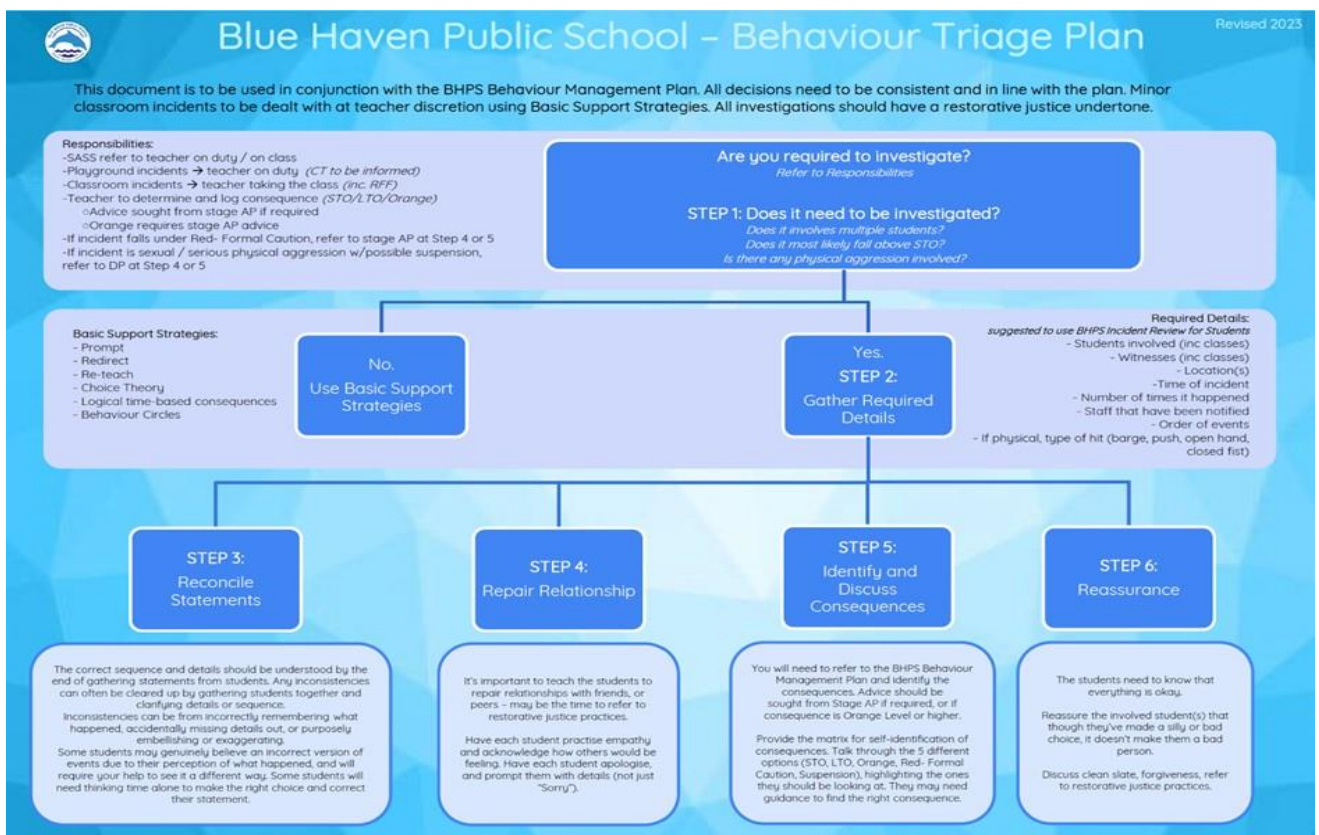 Blue Haven Public School – Behaviour Triage Plan
Revised 2023
This document is to be used in conjunction with the BHPS Behaviour Management Plan. All decisions need to be consistent and in line with the plan. Minor
classroom incidents to be dealt with at teacher discretion using Basic Support Strategies. All investigations should have a restorative justice undertone.
Responsibilities:
-SASS refer to teacher on duty / on class
-Playground incidents → teacher on duty (CT to be informed)
-Classroom incidents → teacher taking the class (inc. RFF)
-Teacher to determine and log consequence (STO/LTO/Orange)
○Advice sought from stage AP if required
○Orange requires stage AP advice
-If incident falls under Red- Formal Caution, refer to stage AP at Step 4 or 5
-If incident is sexual / serious physical aggression w/possible suspension,
refer to DP at Step 4 or 5
Are you required to investigate?
Refer to Responsibilities
STEP 1: Does it need to be investigated?
Does it involves multiple students?
Does it most likely fall above STO?
Is there any physical aggression involved?
Basic Support Strategies:
- Prompt
- Redirect
- Re-teach
- Choice Theory
- Logical time-based consequences
- Behaviour Circles
No.
Use Basic Support
Strategies
Yes.
STEP 2:
Gather Required
Details
Required Details:
suggested to use BHPS Incident Review for Students
- Students involved (inc classes)
- Witnesses (inc classes)
- Location(s)
-Time of incident
- Number of times it happened
- Staff that have been notified
- Order of events
- If physical, type of hit (barge, push, open hand,
closed fist)
STEP 3:
Reconcile
Statements
The correct sequence and details should be understood by the
end of gathering statements from students. Any inconsistencies
can often be cleared up by gathering students together and
clarifying details or sequence.
Inconsistencies can be from incorrectly remembering what
happened, accidentally missing details out, or purposely
embellishing or exaggerating.
Some students may genuinely believe an incorrect version of
events due to their perception of what happened, and will
require your help to see it a different way. Some students will
need thinking time alone to make the right choice and correct
their statement.
STEP 4:
Repair Relationship
It's important to teach the students to
repair relationships with friends, or
peers – may be the time to refer to
restorative justice practices.
Have each student practise empathy
and acknowledge how others would be
feeling. Have each student apologise,
and prompt them with details (not just
"Sorry").
STEP 5:
Identify and
Discuss
Consequences
You will need to refer to the BHPS Behaviour
Management Plan and identify the
consequences. Advice should be
sought from Stage AP if required, or if
consequence is Orange Level or higher.
Provide the matrix for self-identification of
consequences. Talk through the 5 different
options (STO, LTO, Orange, Red- Formal
Caution, Suspension), highlighting the ones
they should be looking at. They may need
guidance to find the right consequence.
STEP 6:
Reassurance
The students need to know that
everything is okay.
Reassure the involved student(s) that
though they've made a silly or bad
choice, it doesn't make them a bad
person.
Discuss clean slate, forgiveness, refer
to restorative justice practices.